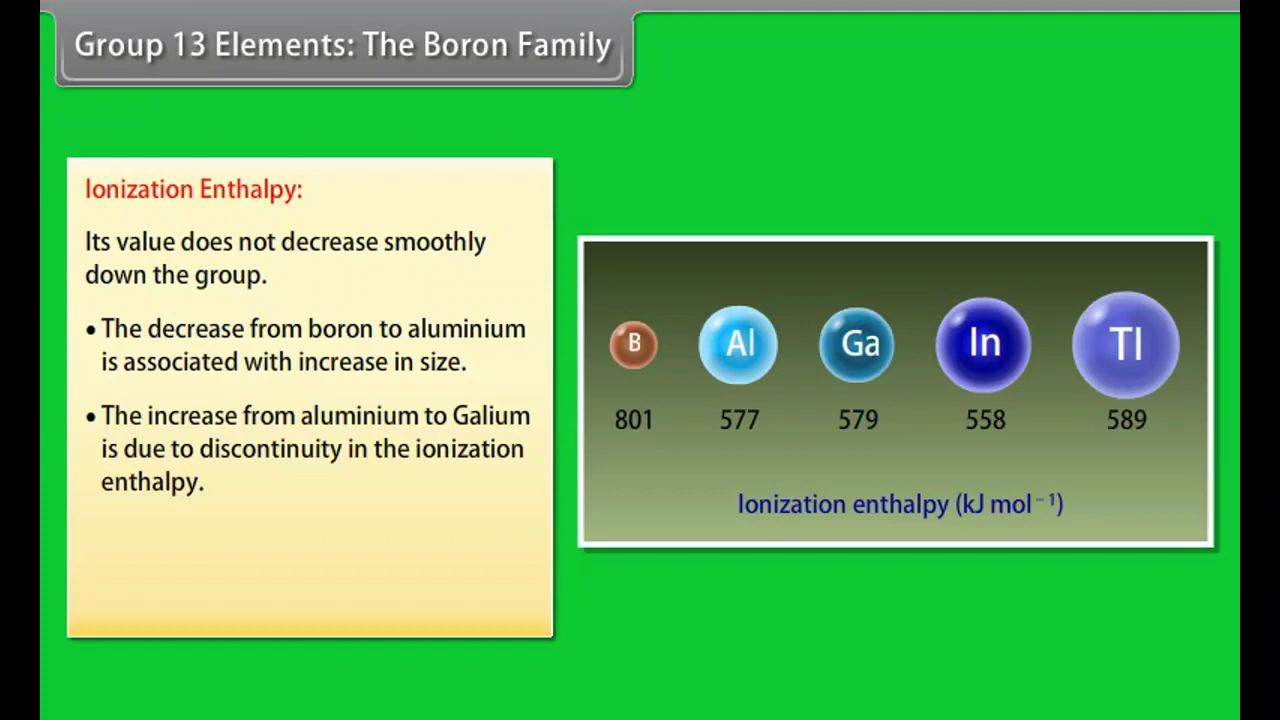 Group 13 Elements: The Boron Family
Ionization Enthalpy:
Its value does not decrease smoothly
down the group.
• The decrease from boron to aluminium
is associated with increase in size.
• The increase from aluminium to Galium
is due to discontinuity in the ionization
enthalpy.
B Al Ga In Tl
801 577 579 558 589
Ionization enthalpy (kJ mol⁻¹)